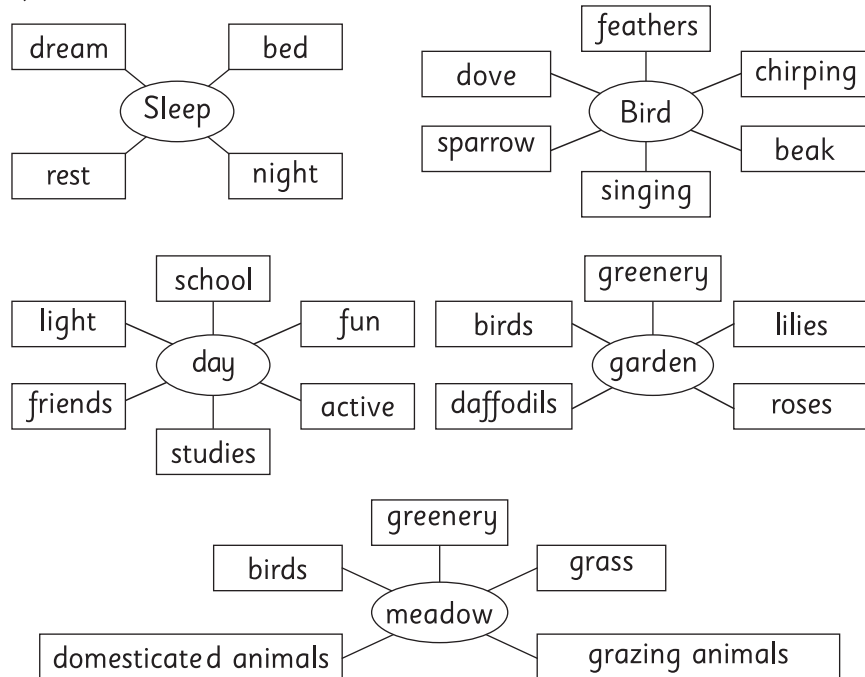 dream
bed
Sleep
rest
night
feathers
dove
chirping
Bird
sparrow
beak
singing
school
light
fun
day
friends
active
studies
greenery
birds
lilies
garden
daffodils
roses
greenery
birds
grass
meadow
domesticated animals
grazing animals